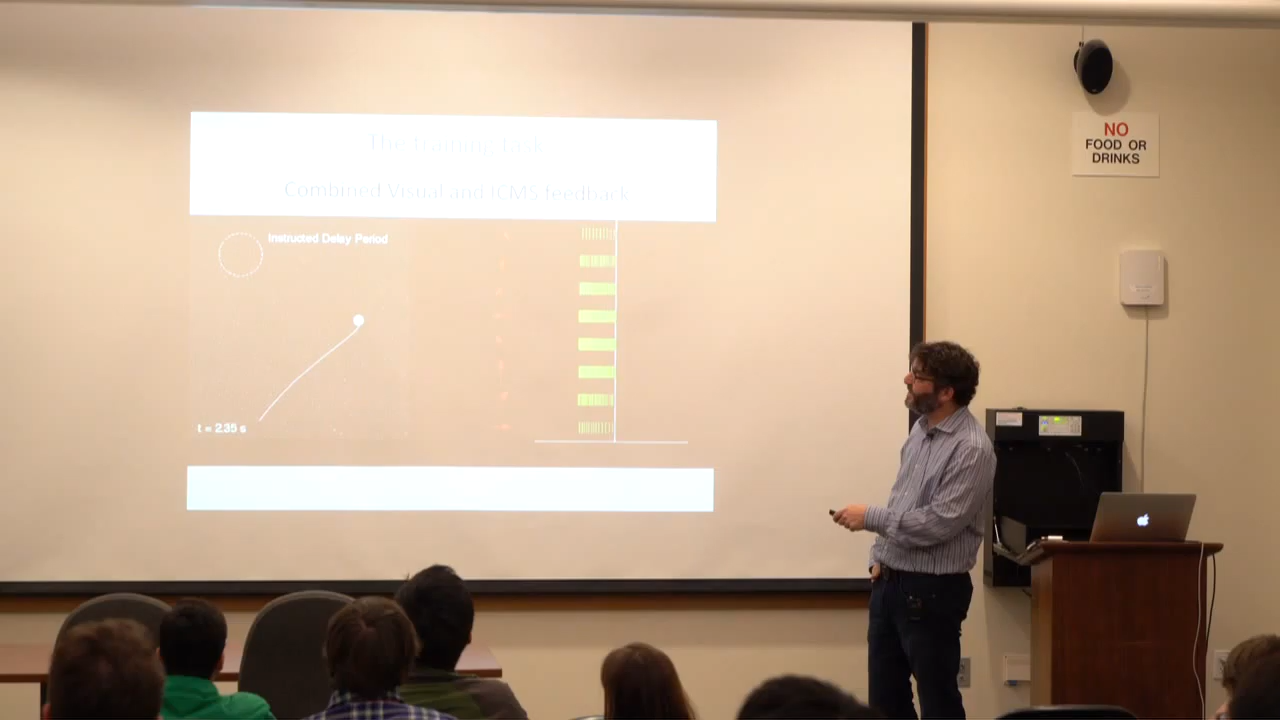 The training task
Combined Visual and ICMS feedback
Instructed Delay Period
t = 2.35 s
NO
FOOD OR
DRINKS